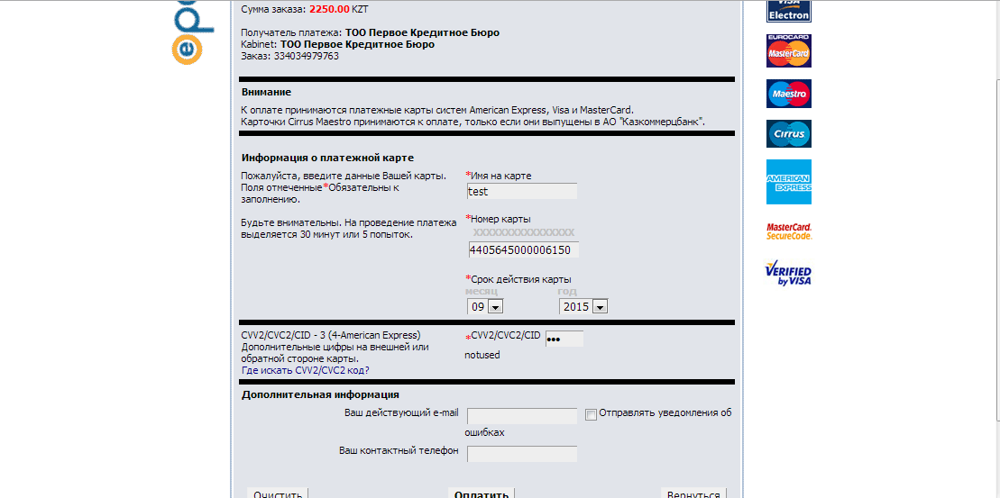 epa
Сумма заказа: 2250.00 KZT
Получатель платежа: ТОО Первое Кредитное Бюро
Kabinet: ТОО Первое Кредитное Бюро
Заказ: 334034979763
VISA
Electron
EUROCARD
MasterCard
Maestro
Cirrus
AMERICAN
EXPRESS
MasterCard.
SecureCode.
VERIFIED
by VISA
Внимание
К оплате принимаются платежные карты систем American Express, Visa и MasterCard.
Карточки Cirrus Maestro принимаются к оплате, только если они выпущены в АО "Казкоммерцбанк".
Информация о платежной карте
Пожалуйста, введите данные Вашей карты.
Поля отмеченные*Обязательны к
заполнению.
Будьте внимательны. На проведение платежа
выделяется 30 минут или 5 попыток.
*Имя на карте
test
*Номер карты
XXXXXXXXXXXXXXXX
4405645000006150
*Срок действия карты
месяц год
09 2015
CVV2/CVC2/CID - 3 (4-American Express)
Дополнительные цифры на внешней или
обратной стороне карты.
Где искать CVV2/CVC2 код?
*CVV2/CVC2/CID •••
notused
Дополнительная информация
Ваш действующий e-mail
Отправлять уведомления об
ошибках
Ваш контактный телефон
Очистить Оплатить Вернуться